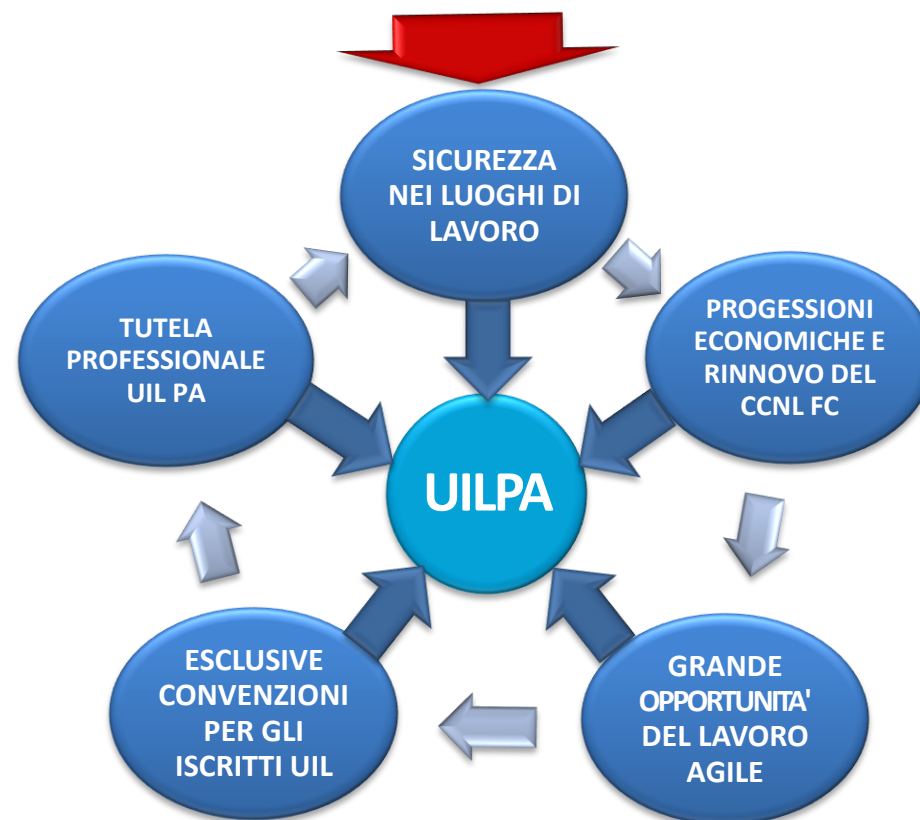 SICUREZZA
NEI LUOGHI DI
LAVORO
PROGESSIONI
ECONOMICHE E
RINNOVO DEL
CCNL FC
TUTELA
PROFESSIONALE
UIL PA
UILPA
ESCLUSIVE
CONVENZIONI
PER GLI
ISCRITTI UIL
GRANDE
OPPORTUNITA'
DEL LAVORO
AGILE